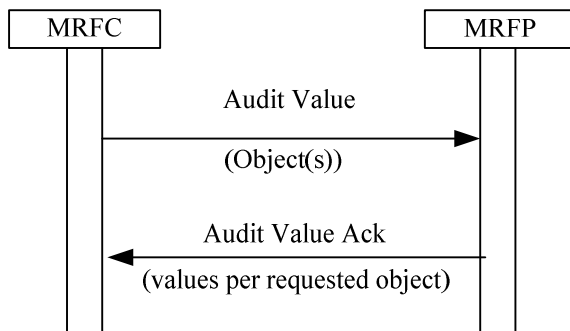 MRFC
MRFP
Audit Value
(Object(s))
Audit Value Ack
(values per requested object)